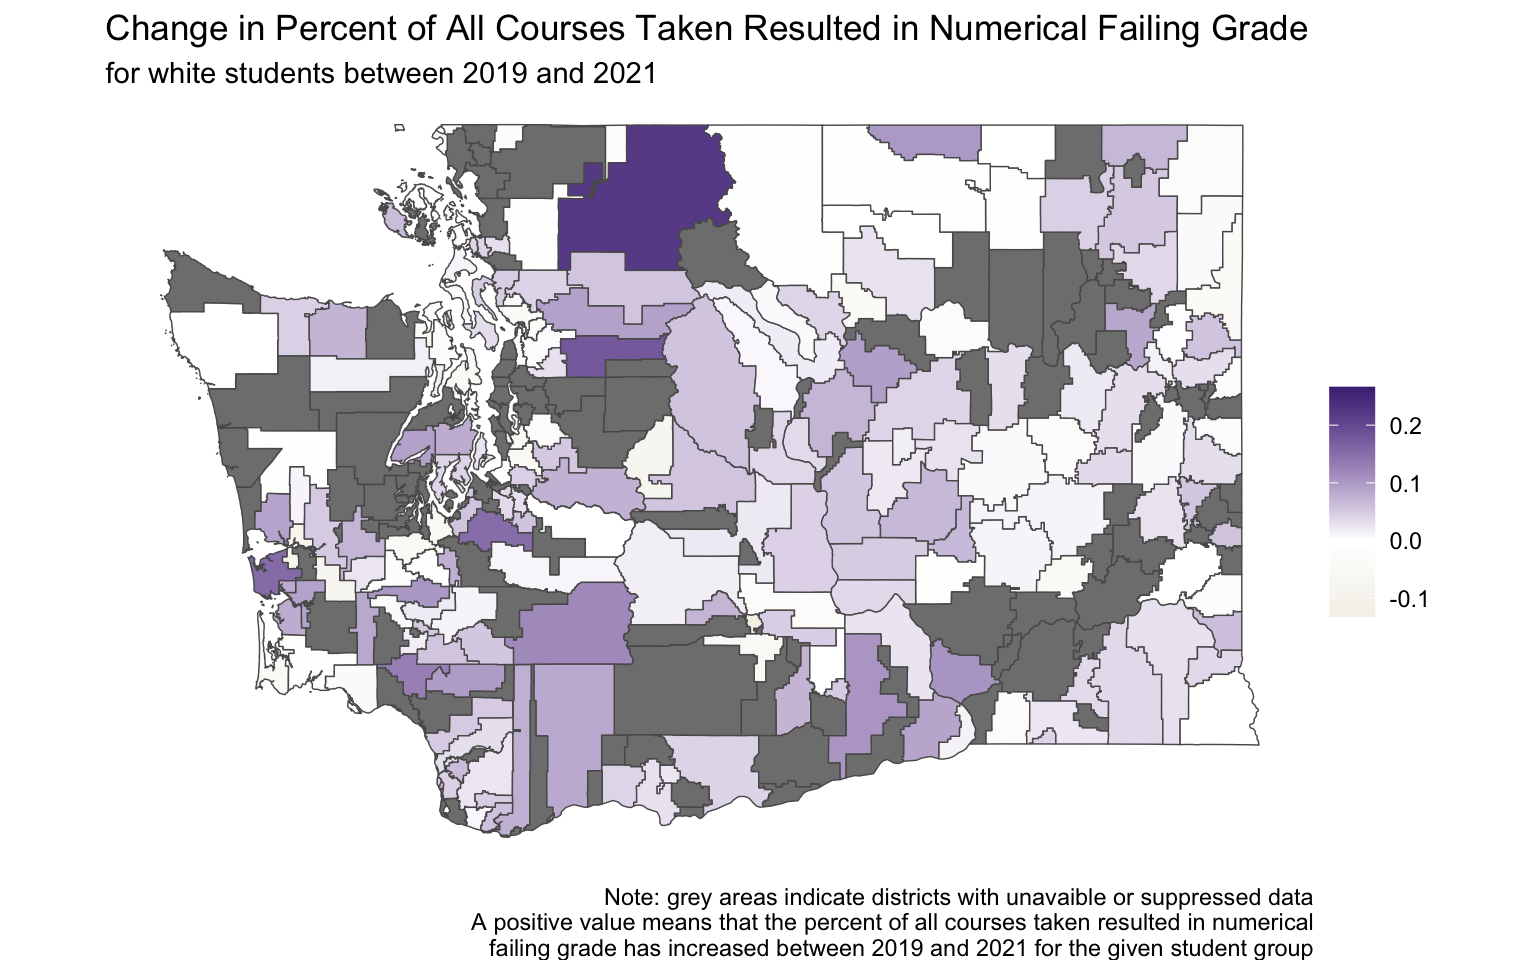 Change in Percent of All Courses Taken Resulted in Numerical Failing Grade
for white students between 2019 and 2021
0.2
0.1
0.0
-0.1
Note: grey areas indicate districts with unavaible or suppressed data
A positive value means that the percent of all courses taken resulted in numerical
failing grade has increased between 2019 and 2021 for the given student group